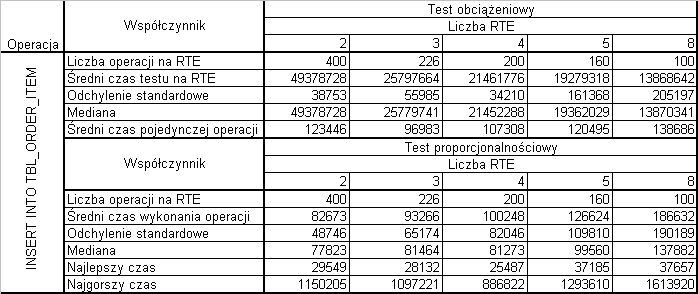 Operacja Współczynnik Test obciążeniowy
Liczba RTE
2 3 4 5 8
INSERT INTO TBL_ORDER_ITEM
Liczba operacji na RTE 400 226 200 160 100
Średni czas testu na RTE 49378728 25797664 21461776 19279318 13868642
Odchylenie standardowe 38753 55985 34210 161368 205197
Mediana 49378728 25779741 21452288 19362029 13870341
Średni czas pojedynczej operacji 123446 96983 107308 120495 138686
Współczynnik Test proporcjonalnościowy
Liczba RTE
2 3 4 5 8
Liczba operacji na RTE 400 226 200 160 100
Średni czas wykonania operacji 82673 93266 100248 126624 186632
Odchylenie standardowe 48746 65174 82046 109810 190189
Mediana 77823 81464 81273 99560 137882
Najlepszy czas 29549 28132 25487 37185 37657
Najgorszy czas 1150205 1097221 886822 1293610 1613920